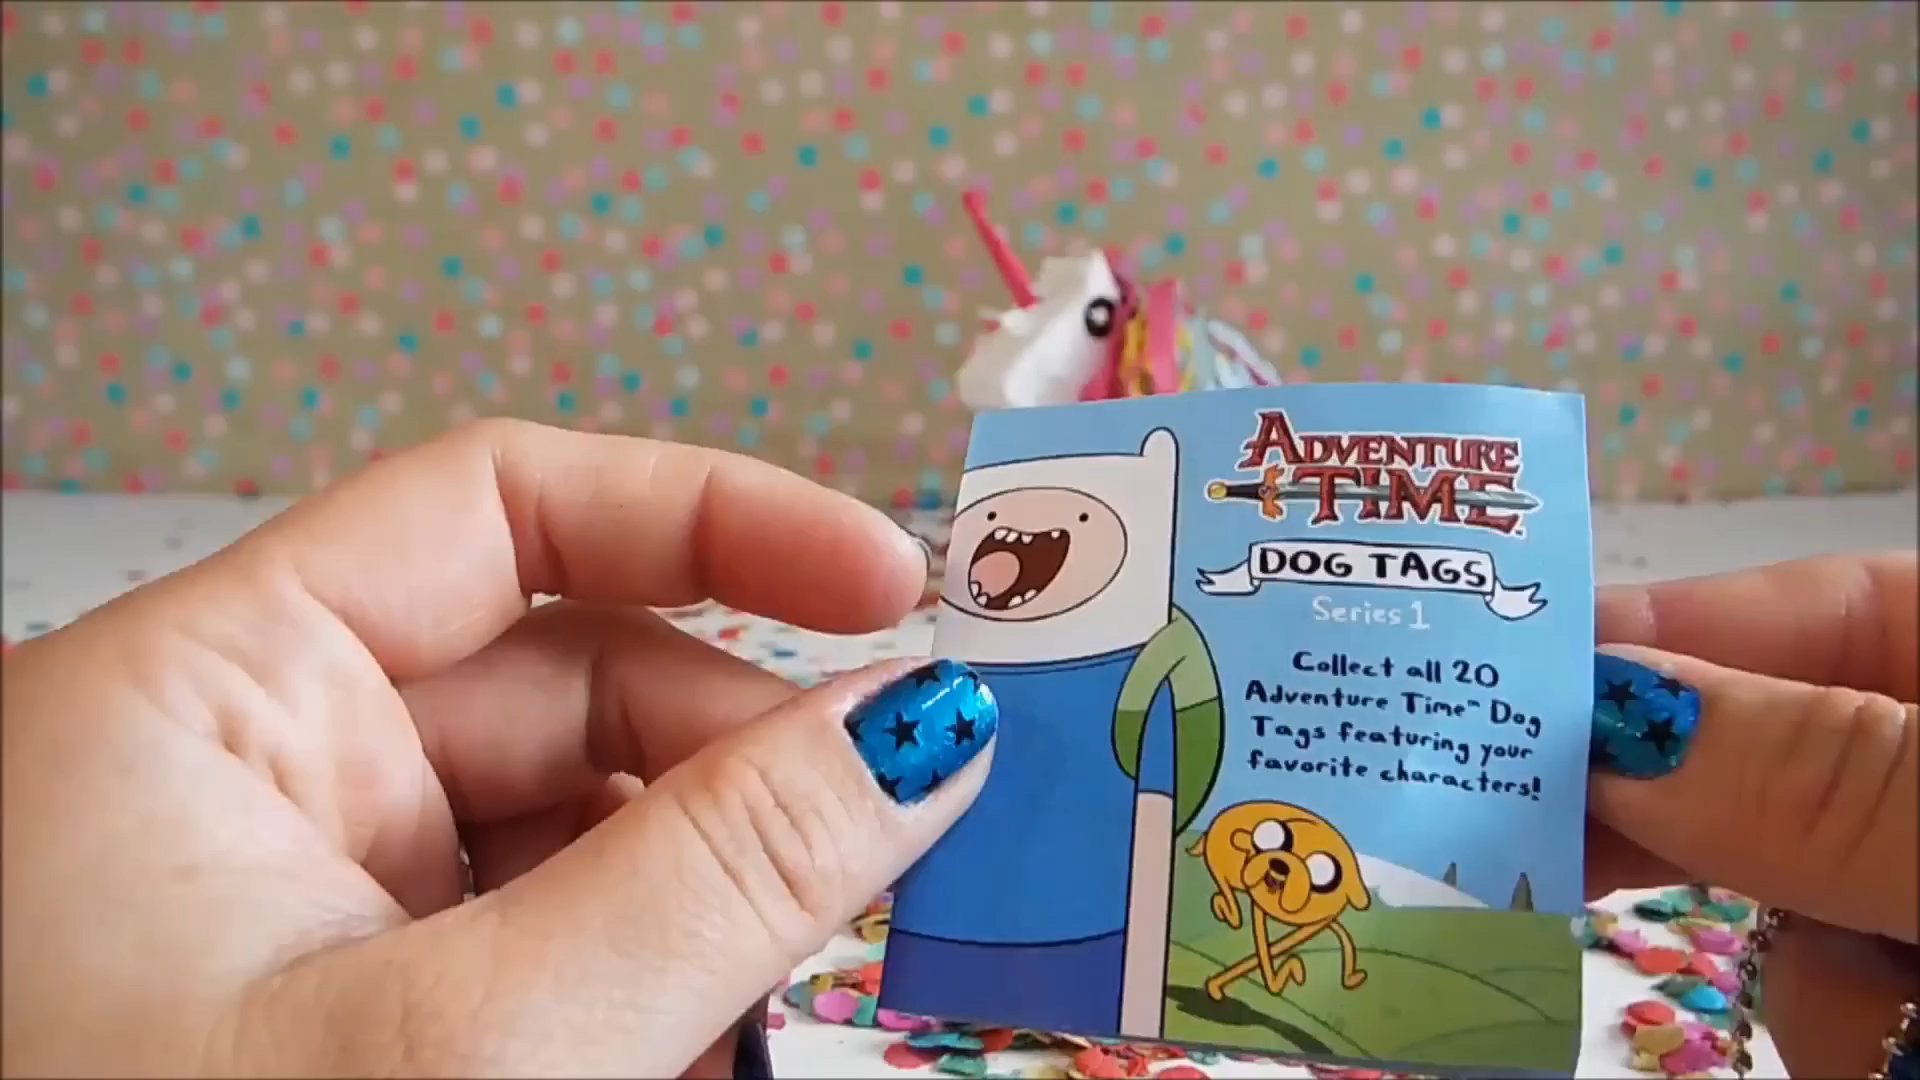 ADVENTURE
TIME
DOG TAGS
Series 1
Collect all 20
Adventure Time™ Dog
Tags featuring your
favorite characters!